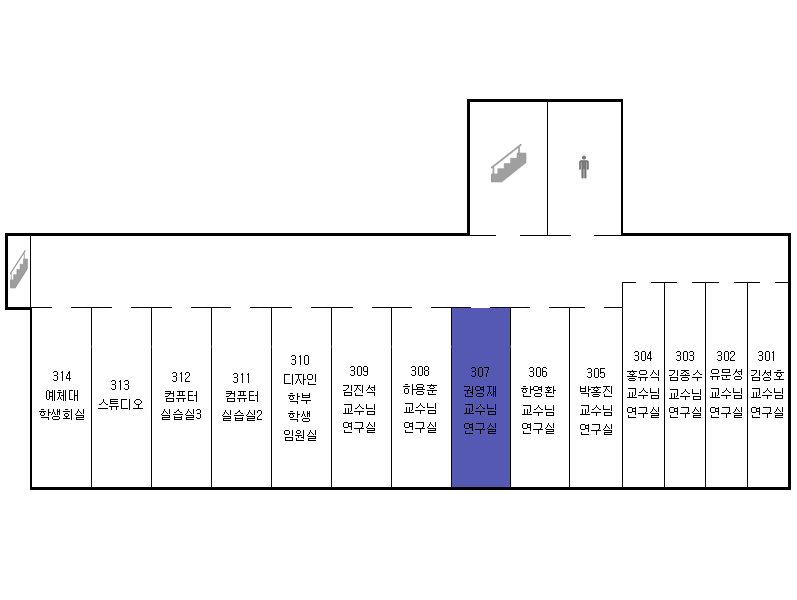 314
예체대
학생회실
313
스튜디오
312
컴퓨터
실습실3
311
컴퓨터
실습실2
310
디자인
학부
학생
임원실
309
김진석
교수님
연구실
308
하용훈
교수님
연구실
307
권영재
교수님
연구실
306
한영환
교수님
연구실
305
박홍진
교수님
연구실
304
홍유식
교수님
연구실
303
김종수
교수님
연구실
302
유문성
교수님
연구실
301
김성호
교수님
연구실